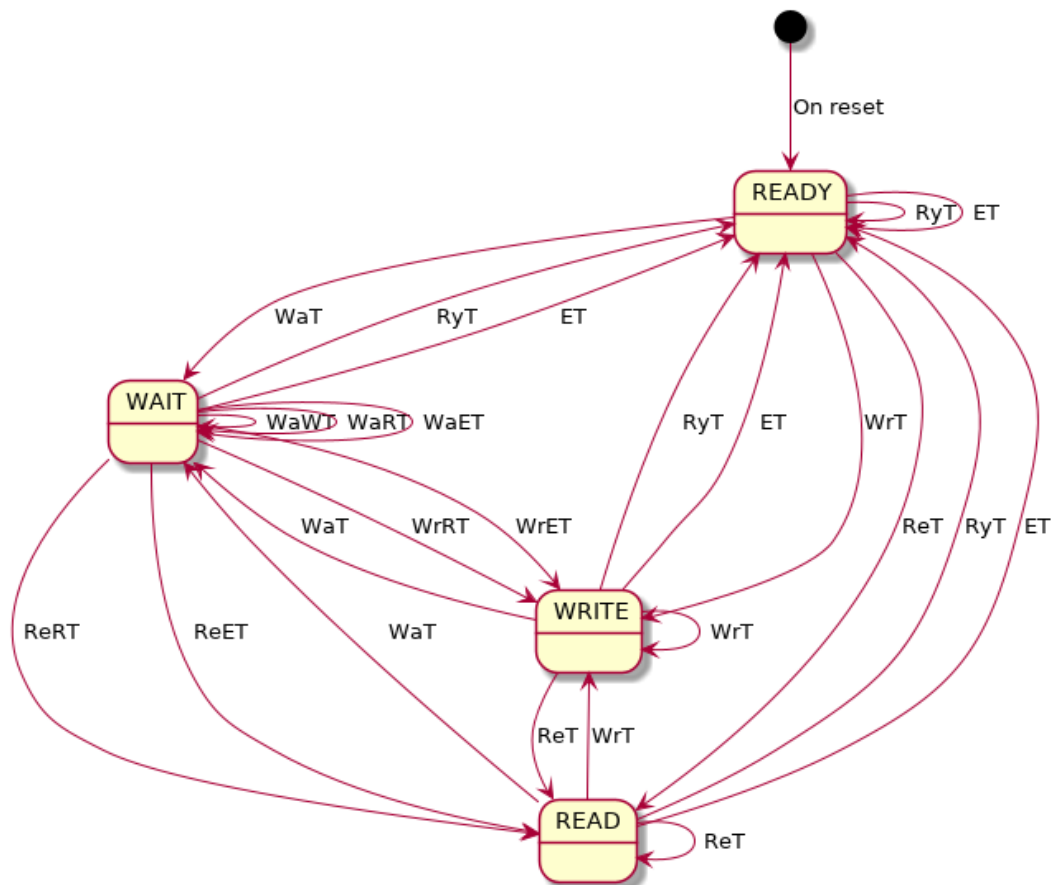 On reset
READY
RyT
ET
WaT
RyT
ET
WAIT
WaWT
WaRT
WaET
RyT
ET
WrT
WaT
WrRT
WrET
ReT
RyT
ET
WRITE
ReRT
ReET
WaT
WrT
ReT
WrT
READ
ReT